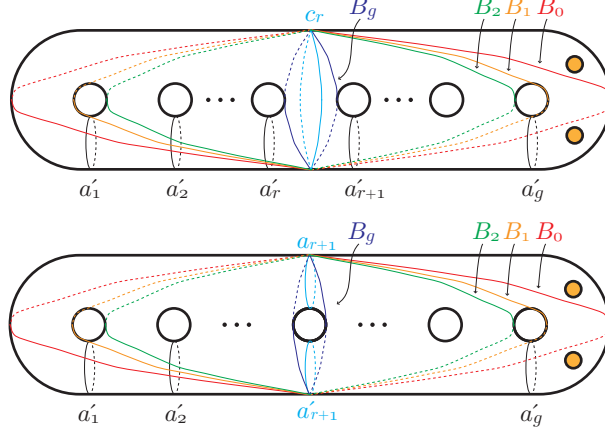 c_r B_g B_2 B_1 B_0
a′_1 a′_2 a′_r a′_{r+1} a′_g
a_{r+1} B_g B_2 B_1 B_0
a′_1 a′_2 a′_{r+1} a′_g